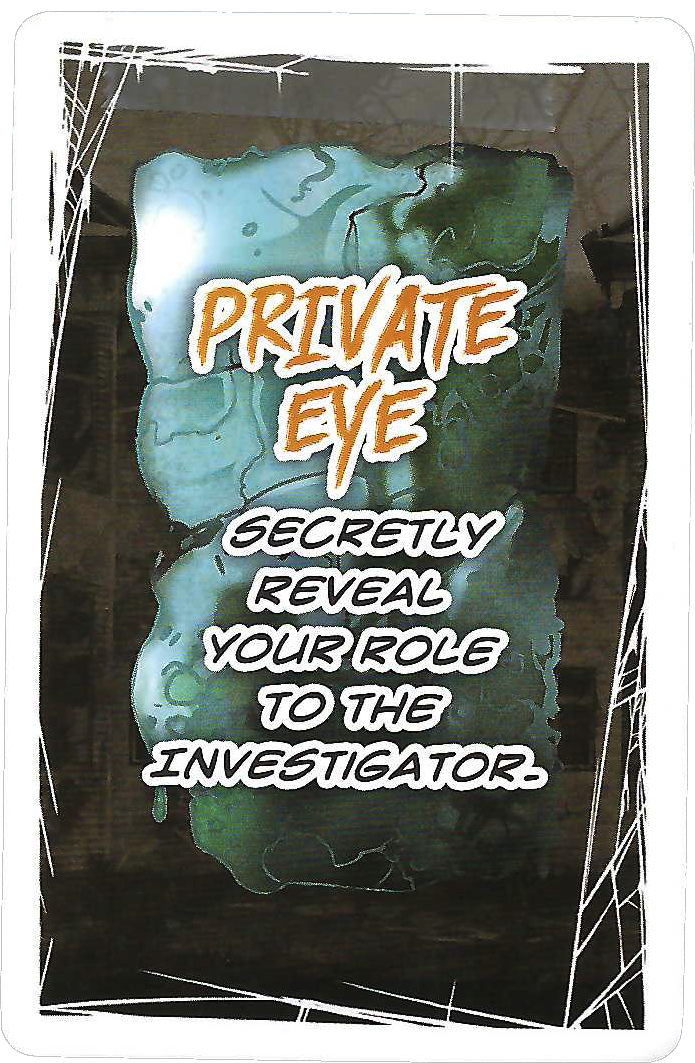 PRIVATE
EYE
SECRETLY
REVEAL
YOUR ROLE
TO THE
INVESTIGATOR.